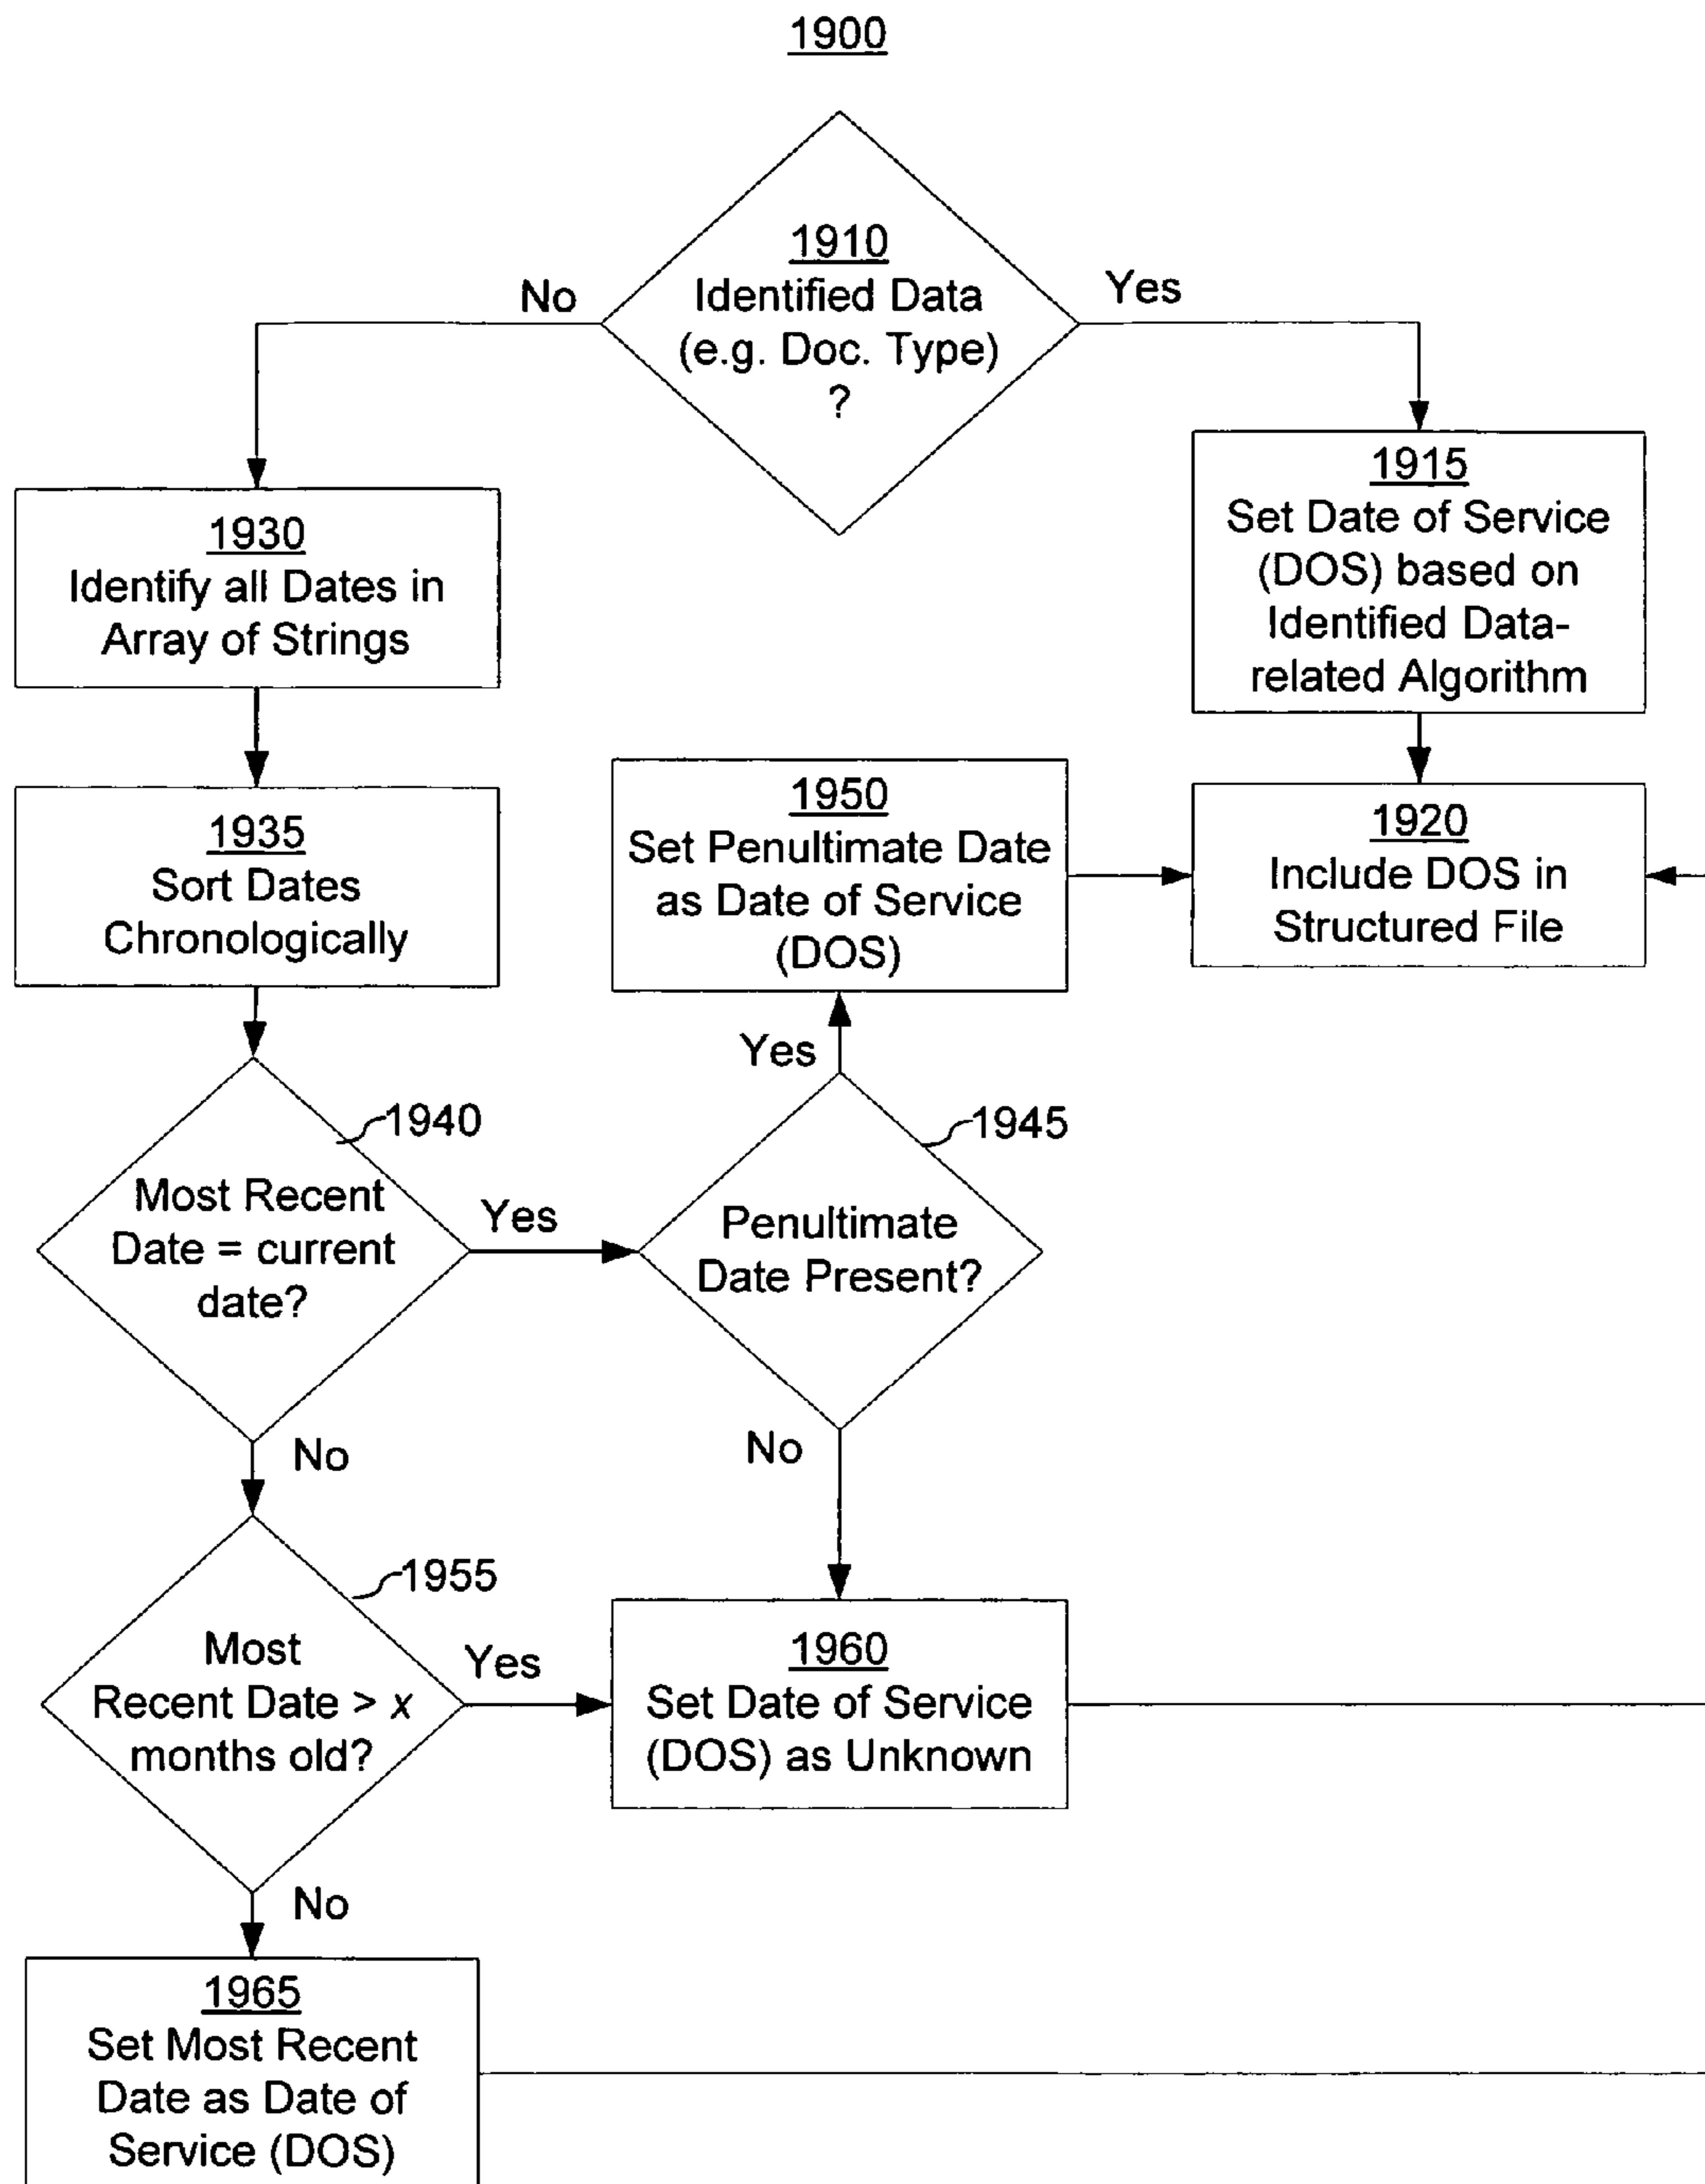 1900
1910
Identified Data
(e.g. Doc. Type)
?
No
Yes
1915
Set Date of Service
(DOS) based on
Identified Data-
related Algorithm
1930
Identify all Dates in
Array of Strings
1935
Sort Dates
Chronologically
1950
Set Penultimate Date
as Date of Service
(DOS)
1920
Include DOS in
Structured File
Yes
1940
Most Recent
Date = current
date?
Yes
1945
Penultimate
Date Present?
No
No
1955
Most
Recent Date > x
months old?
Yes
1960
Set Date of Service
(DOS) as Unknown
No
1965
Set Most Recent
Date as Date of
Service (DOS)